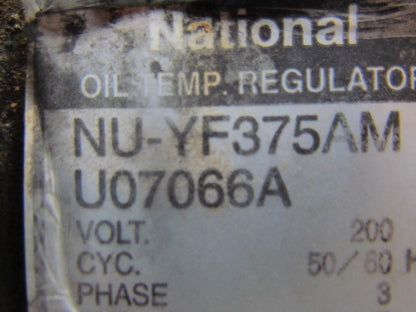 National
OIL TEMP. REGULATOR
NU-YF375AM
U07066A
VOLT. 200
CYC. 50/60 H
PHASE 3